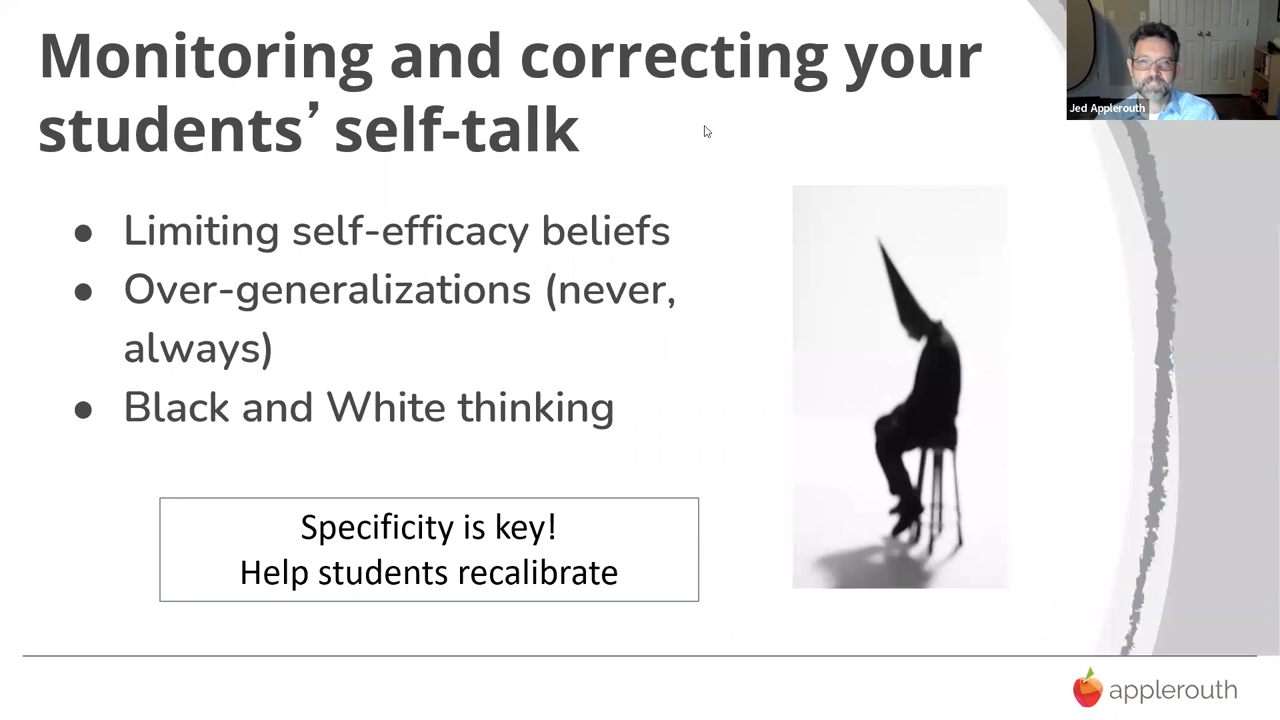 Monitoring and correcting your
students’ self-talk
Jed Applerouth
● Limiting self-efficacy beliefs
● Over-generalizations (never,
always)
● Black and White thinking
Specificity is key!
Help students recalibrate
applerouth